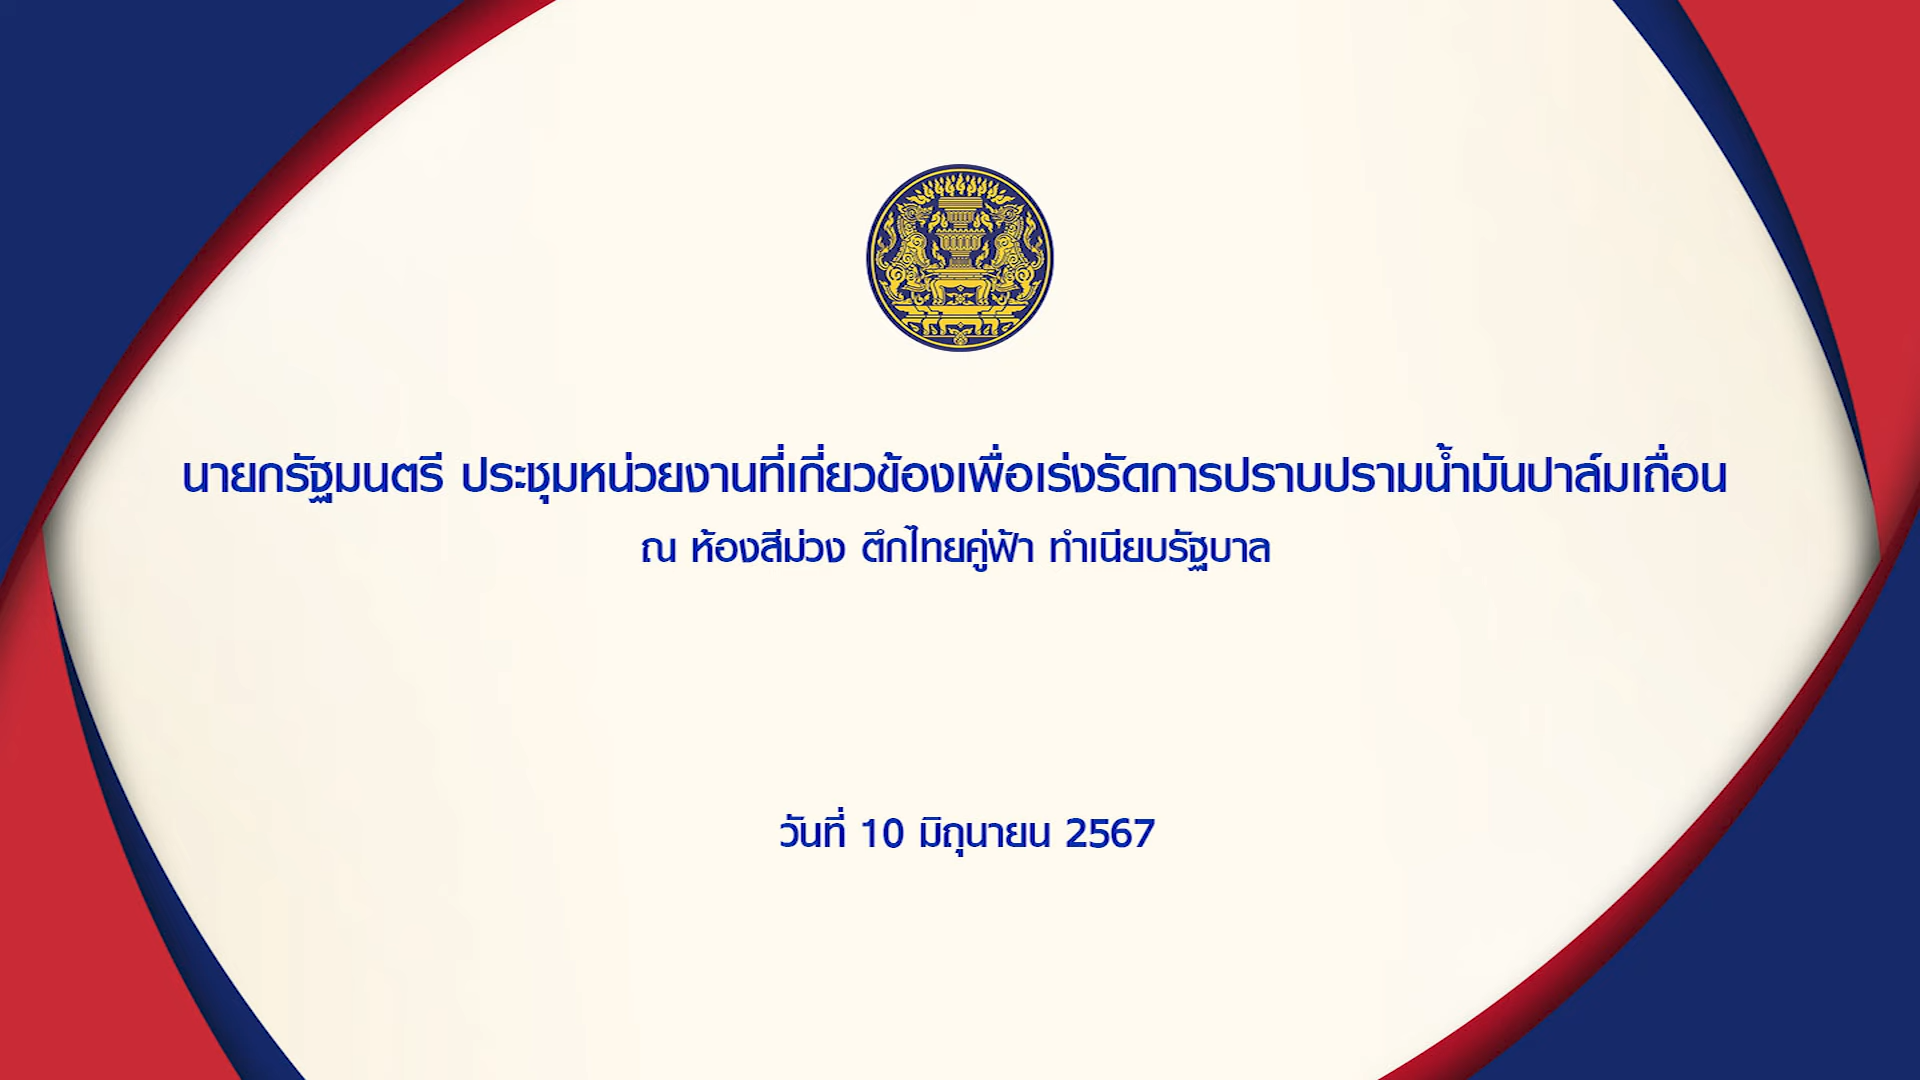 นายกรัฐมนตรี ประชุมหน่วยงานที่เกี่ยวข้องเพื่อเร่งรัดการปราบปรามน้ำมันปาล์มเถื่อน
ณ ห้องสีม่วง ตึกไทยคู่ฟ้า ทำเนียบรัฐบาล
วันที่ 10 มิถุนายน 2567